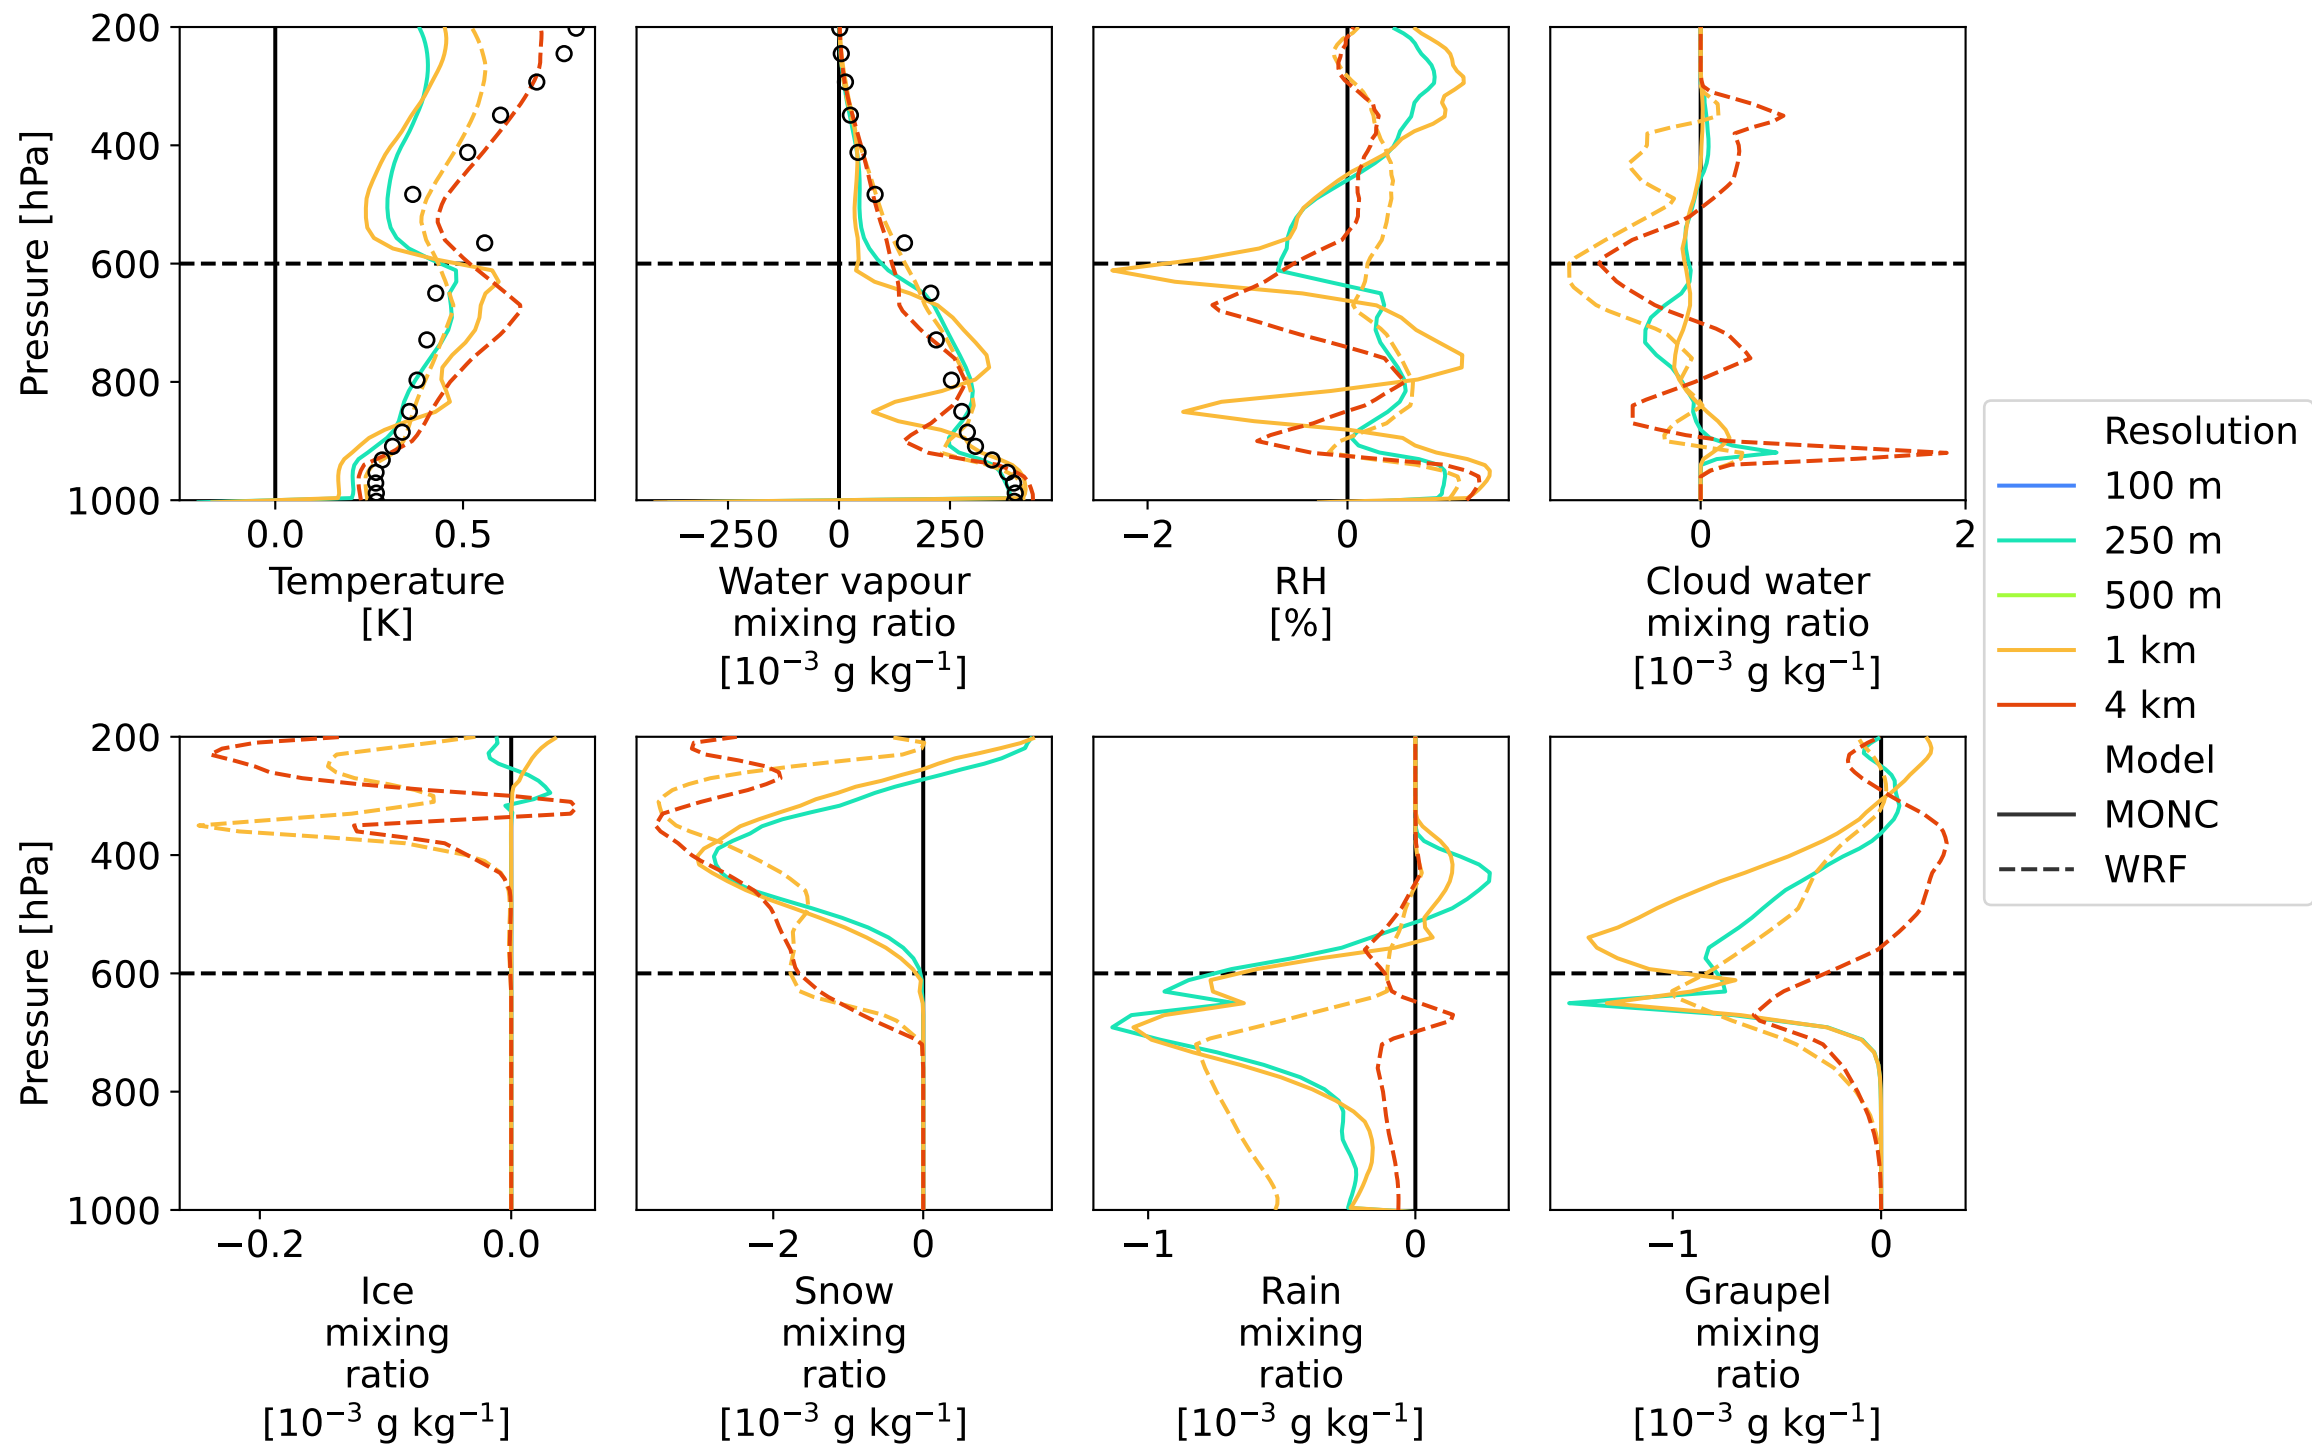 200
400
600
800
1000
Pressure [hPa]
0.0 0.5
Temperature
[K]
−250 0 250
Water vapour
mixing ratio
[10⁻³ g kg⁻¹]
−2 0
RH
[%]
0 2
Cloud water
mixing ratio
[10⁻³ g kg⁻¹]
Resolution
100 m
250 m
500 m
1 km
4 km
Model
MONC
WRF
200
400
600
800
1000
Pressure [hPa]
−0.2 0.0
Ice
mixing
ratio
[10⁻³ g kg⁻¹]
−2 0
Snow
mixing
ratio
[10⁻³ g kg⁻¹]
−1 0
Rain
mixing
ratio
[10⁻³ g kg⁻¹]
−1 0
Graupel
mixing
ratio
[10⁻³ g kg⁻¹]